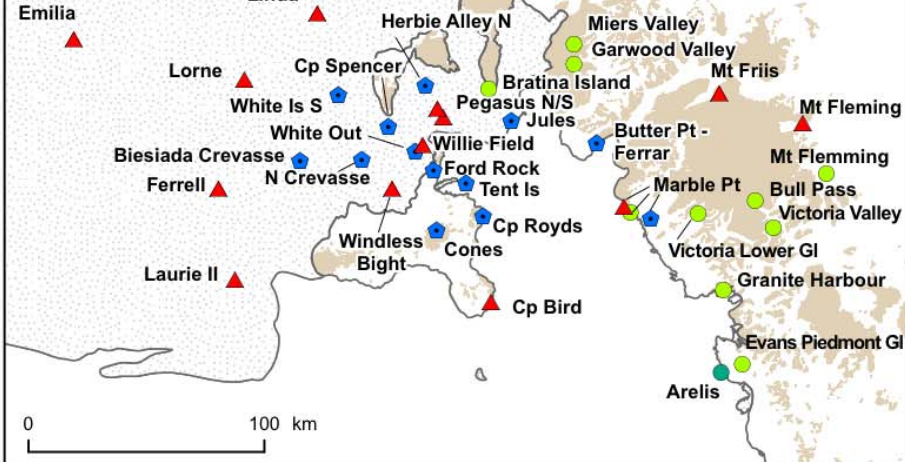 Emilia
Herbie Alley N
Miers Valley
Garwood Valley
Lorne
Cp Spencer
Bratina Island
Mt Friis
White Is S
Pegasus N/S
Jules
Mt Fleming
White Out
Willie Field
Butter Pt -
Ferrar
Biesiada Crevasse
N Crevasse
Ford Rock
Mt Flemming
Ferrell
Tent Is
Marble Pt
Bull Pass
Victoria Valley
Windless
Bight
Cp Royds
Cones
Victoria Lower Gl
Laurie II
Granite Harbour
Cp Bird
Evans Piedmont Gl
Arelis
0 100 km